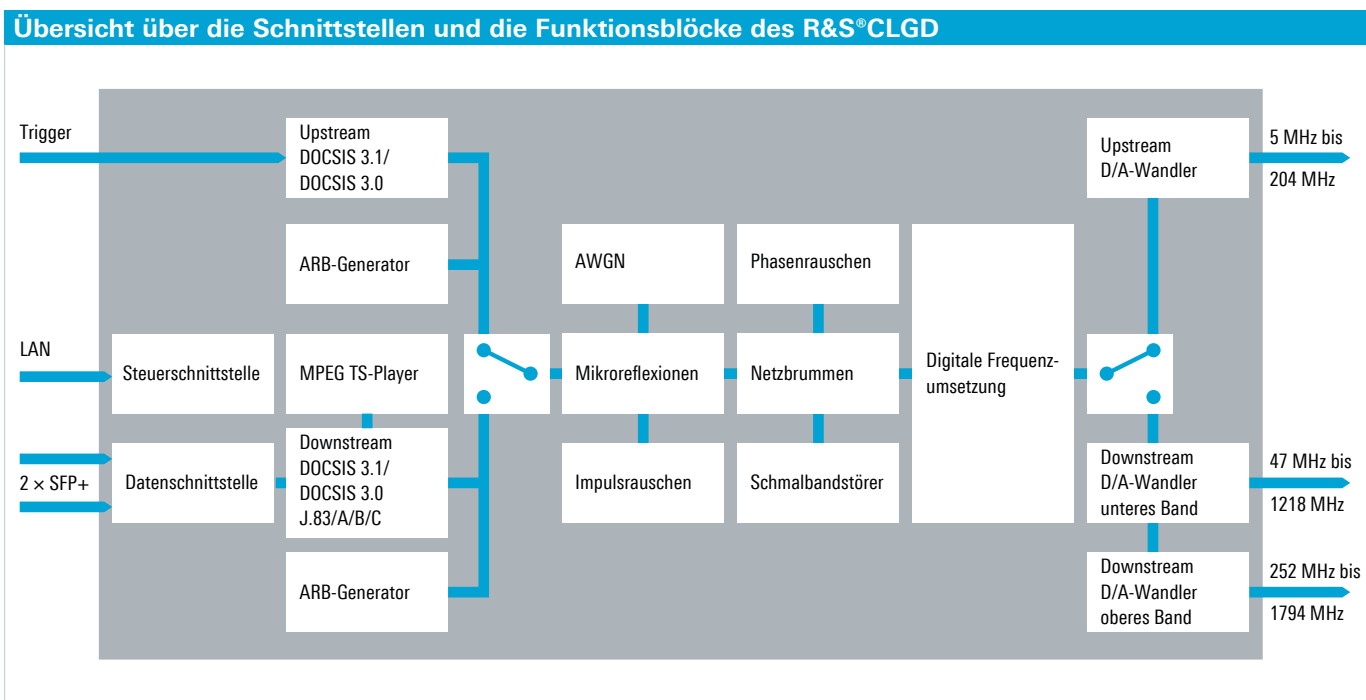 Übersicht über die Schnittstellen und die Funktionsblöcke des R&S®CLGD
Trigger
Upstream
DOCSIS 3.1/
DOCSIS 3.0
Upstream
D/A-Wandler
5 MHz bis
204 MHz
ARB-Generator
AWGN
Phasenrauschen
LAN
Steuerschnittstelle
MPEG TS-Player
Mikroreflexionen
Netzbrummen
Digitale Frequenz-
umsetzung
2 × SFP+
Datenschnittstelle
Downstream
DOCSIS 3.1/
DOCSIS 3.0
J.83/A/B/C
Impulsrauschen
Schmalbandstörer
Downstream
D/A-Wandler
unteres Band
47 MHz bis
1218 MHz
ARB-Generator
Downstream
D/A-Wandler
oberes Band
252 MHz bis
1794 MHz